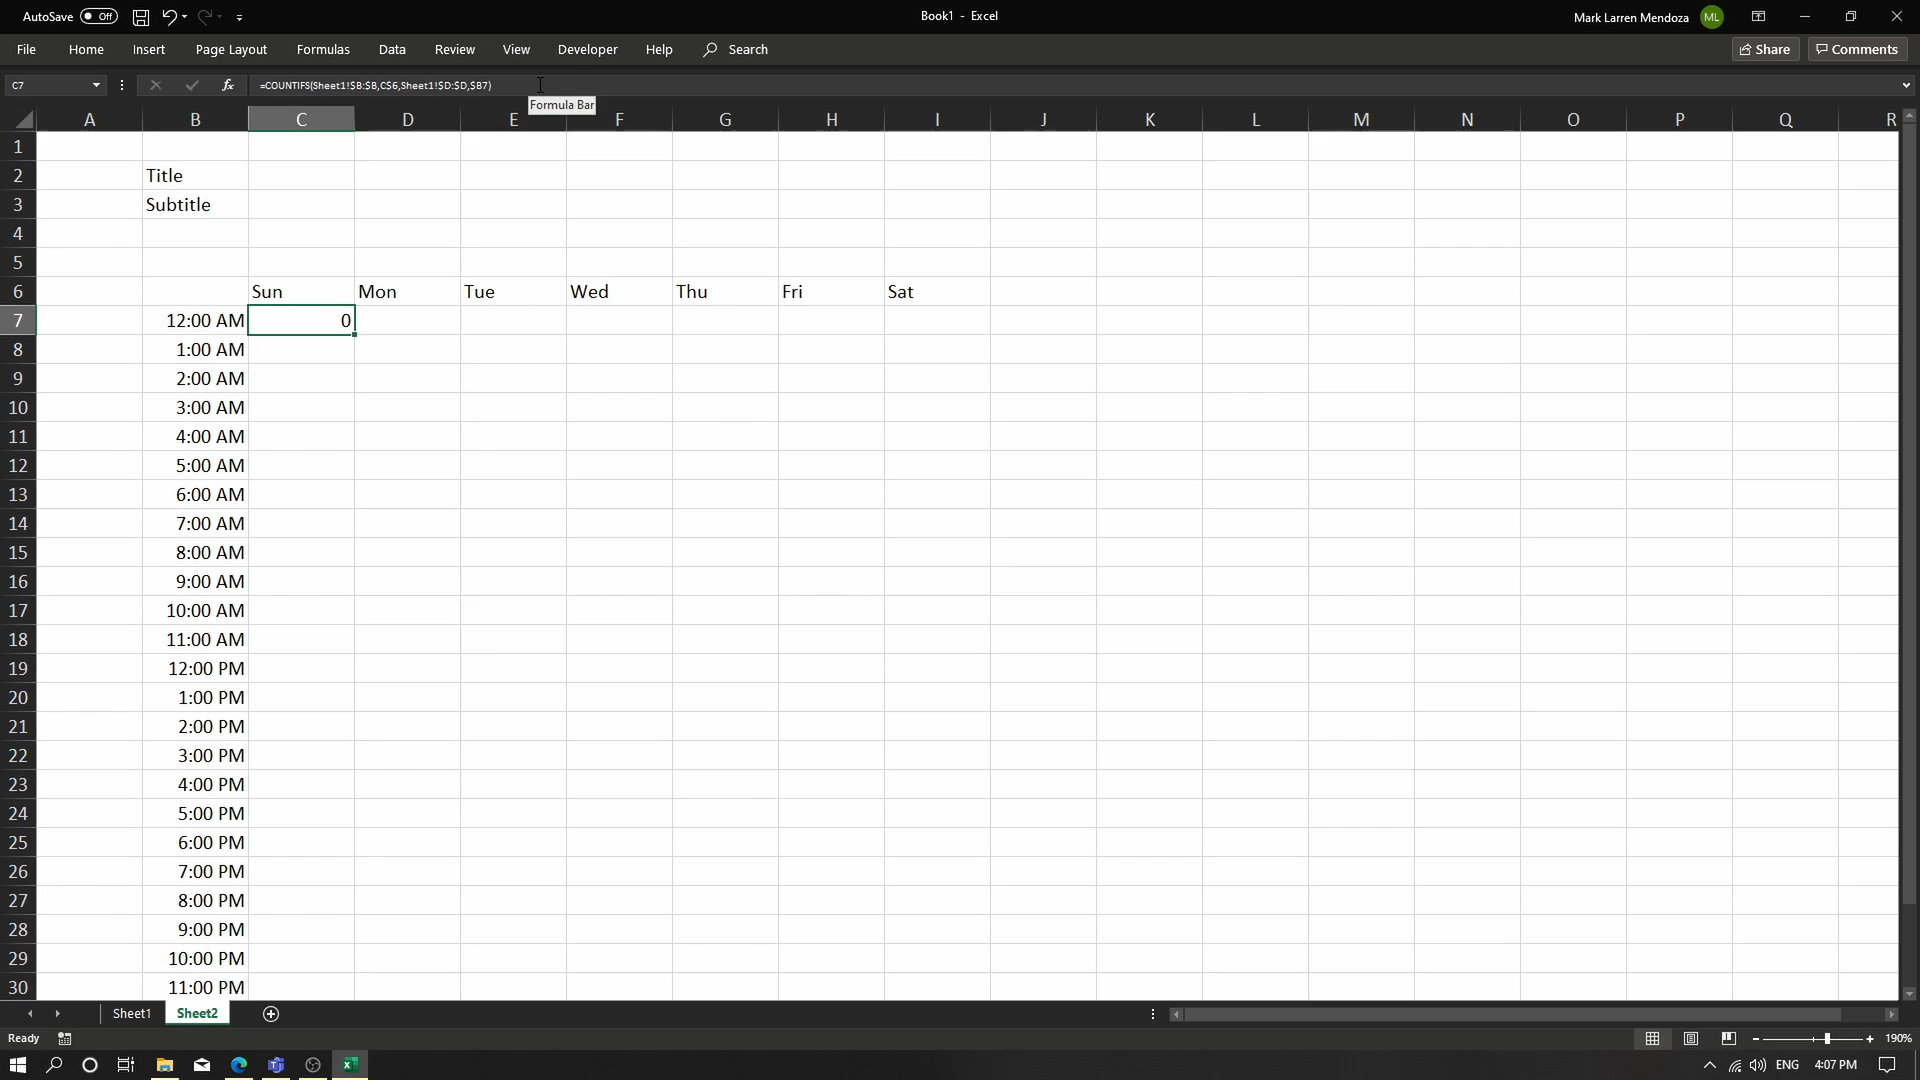 AutoSave Off Book1 - Excel Mark Larren Mendoza ML
File Home Insert Page Layout Formulas Data Review View Developer Help Search Share Comments
C7 fx =COUNTIFS(Sheet1!$B:$B,C$6,Sheet1!$D:$D,$B7)
Formula Bar
A B C D E F G H I J K L M N O P Q R
1
2 Title
3 Subtitle
4
5
6 Sun Mon Tue Wed Thu Fri Sat
7 12:00 AM 0
8 1:00 AM
9 2:00 AM
10 3:00 AM
11 4:00 AM
12 5:00 AM
13 6:00 AM
14 7:00 AM
15 8:00 AM
16 9:00 AM
17 10:00 AM
18 11:00 AM
19 12:00 PM
20 1:00 PM
21 2:00 PM
22 3:00 PM
23 4:00 PM
24 5:00 PM
25 6:00 PM
26 7:00 PM
27 8:00 PM
28 9:00 PM
29 10:00 PM
30 11:00 PM
Sheet1 Sheet2
Ready 190%
ENG 4:07 PM